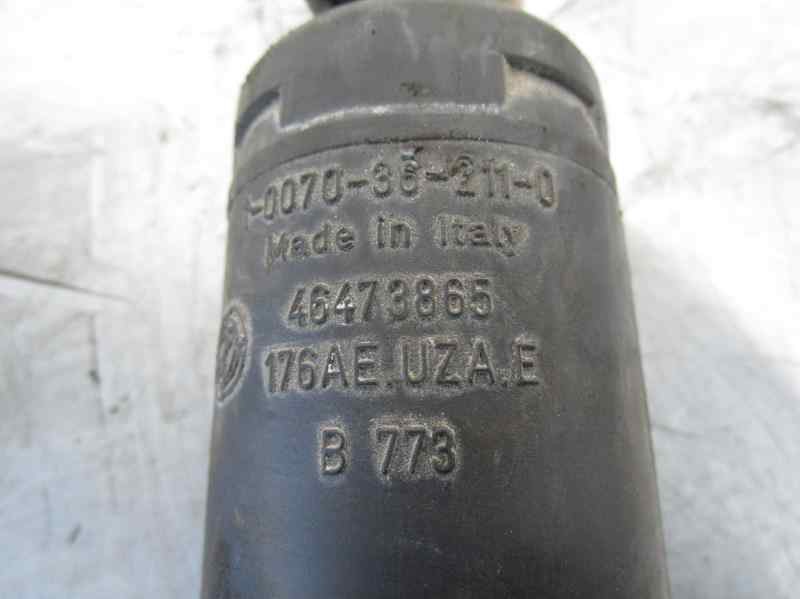 -0070-36-211-0
Made in Italy
46473865
176AE.UZA.E
B 773